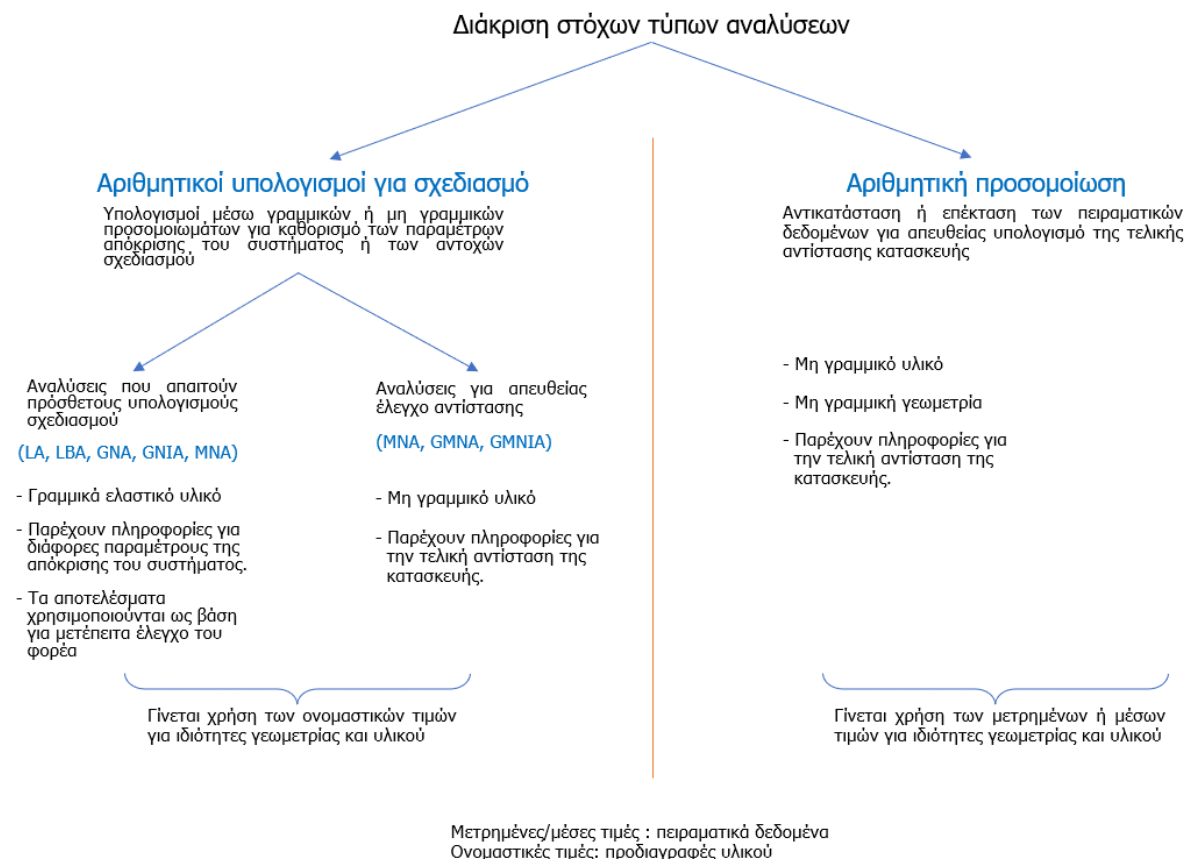 Διάκριση στόχων τύπων αναλύσεων
Αριθμητικοί υπολογισμοί για σχεδιασμό
Υπολογισμοί μέσω γραμμικών ή μη γραμμικών
προσομοιωμάτων για καθορισμό των παραμέτρων
απόκρισης του συστήματος ή των αντοχών
σχεδιασμού
Αναλύσεις που απαιτούν
πρόσθετους υπολογισμούς
σχεδιασμού
(LA, LBA, GNA, GNIA, MNA)
- Γραμμικά ελαστικό υλικό
- Παρέχουν πληροφορίες για
διάφορες παραμέτρους της
απόκρισης του συστήματος.
- Τα αποτελέσματα
χρησιμοποιούνται ως βάση
για μετέπειτα έλεγχο του
φορέα
Αναλύσεις για απευθείας
έλεγχο αντίστασης
(MNA, GMNA, GMNIA)
- Μη γραμμικό υλικό
- Παρέχουν πληροφορίες για
την τελική αντίσταση της
κατασκευής.
Γίνεται χρήση των ονομαστικών τιμών
για ιδιότητες γεωμετρίας και υλικού
Αριθμητική προσομοίωση
Αντικατάσταση ή επέκταση των πειραματικών
δεδομένων για απευθείας υπολογισμό της τελικής
αντίστασης κατασκευής
- Μη γραμμικό υλικό
- Μη γραμμική γεωμετρία
- Παρέχουν πληροφορίες για
την τελική αντίσταση της
κατασκευής.
Γίνεται χρήση των μετρημένων ή μέσων
τιμών για ιδιότητες γεωμετρίας και υλικού
Μετρημένες/μέσες τιμές : πειραματικά δεδομένα
Ονομαστικές τιμές: προδιαγραφές υλικού